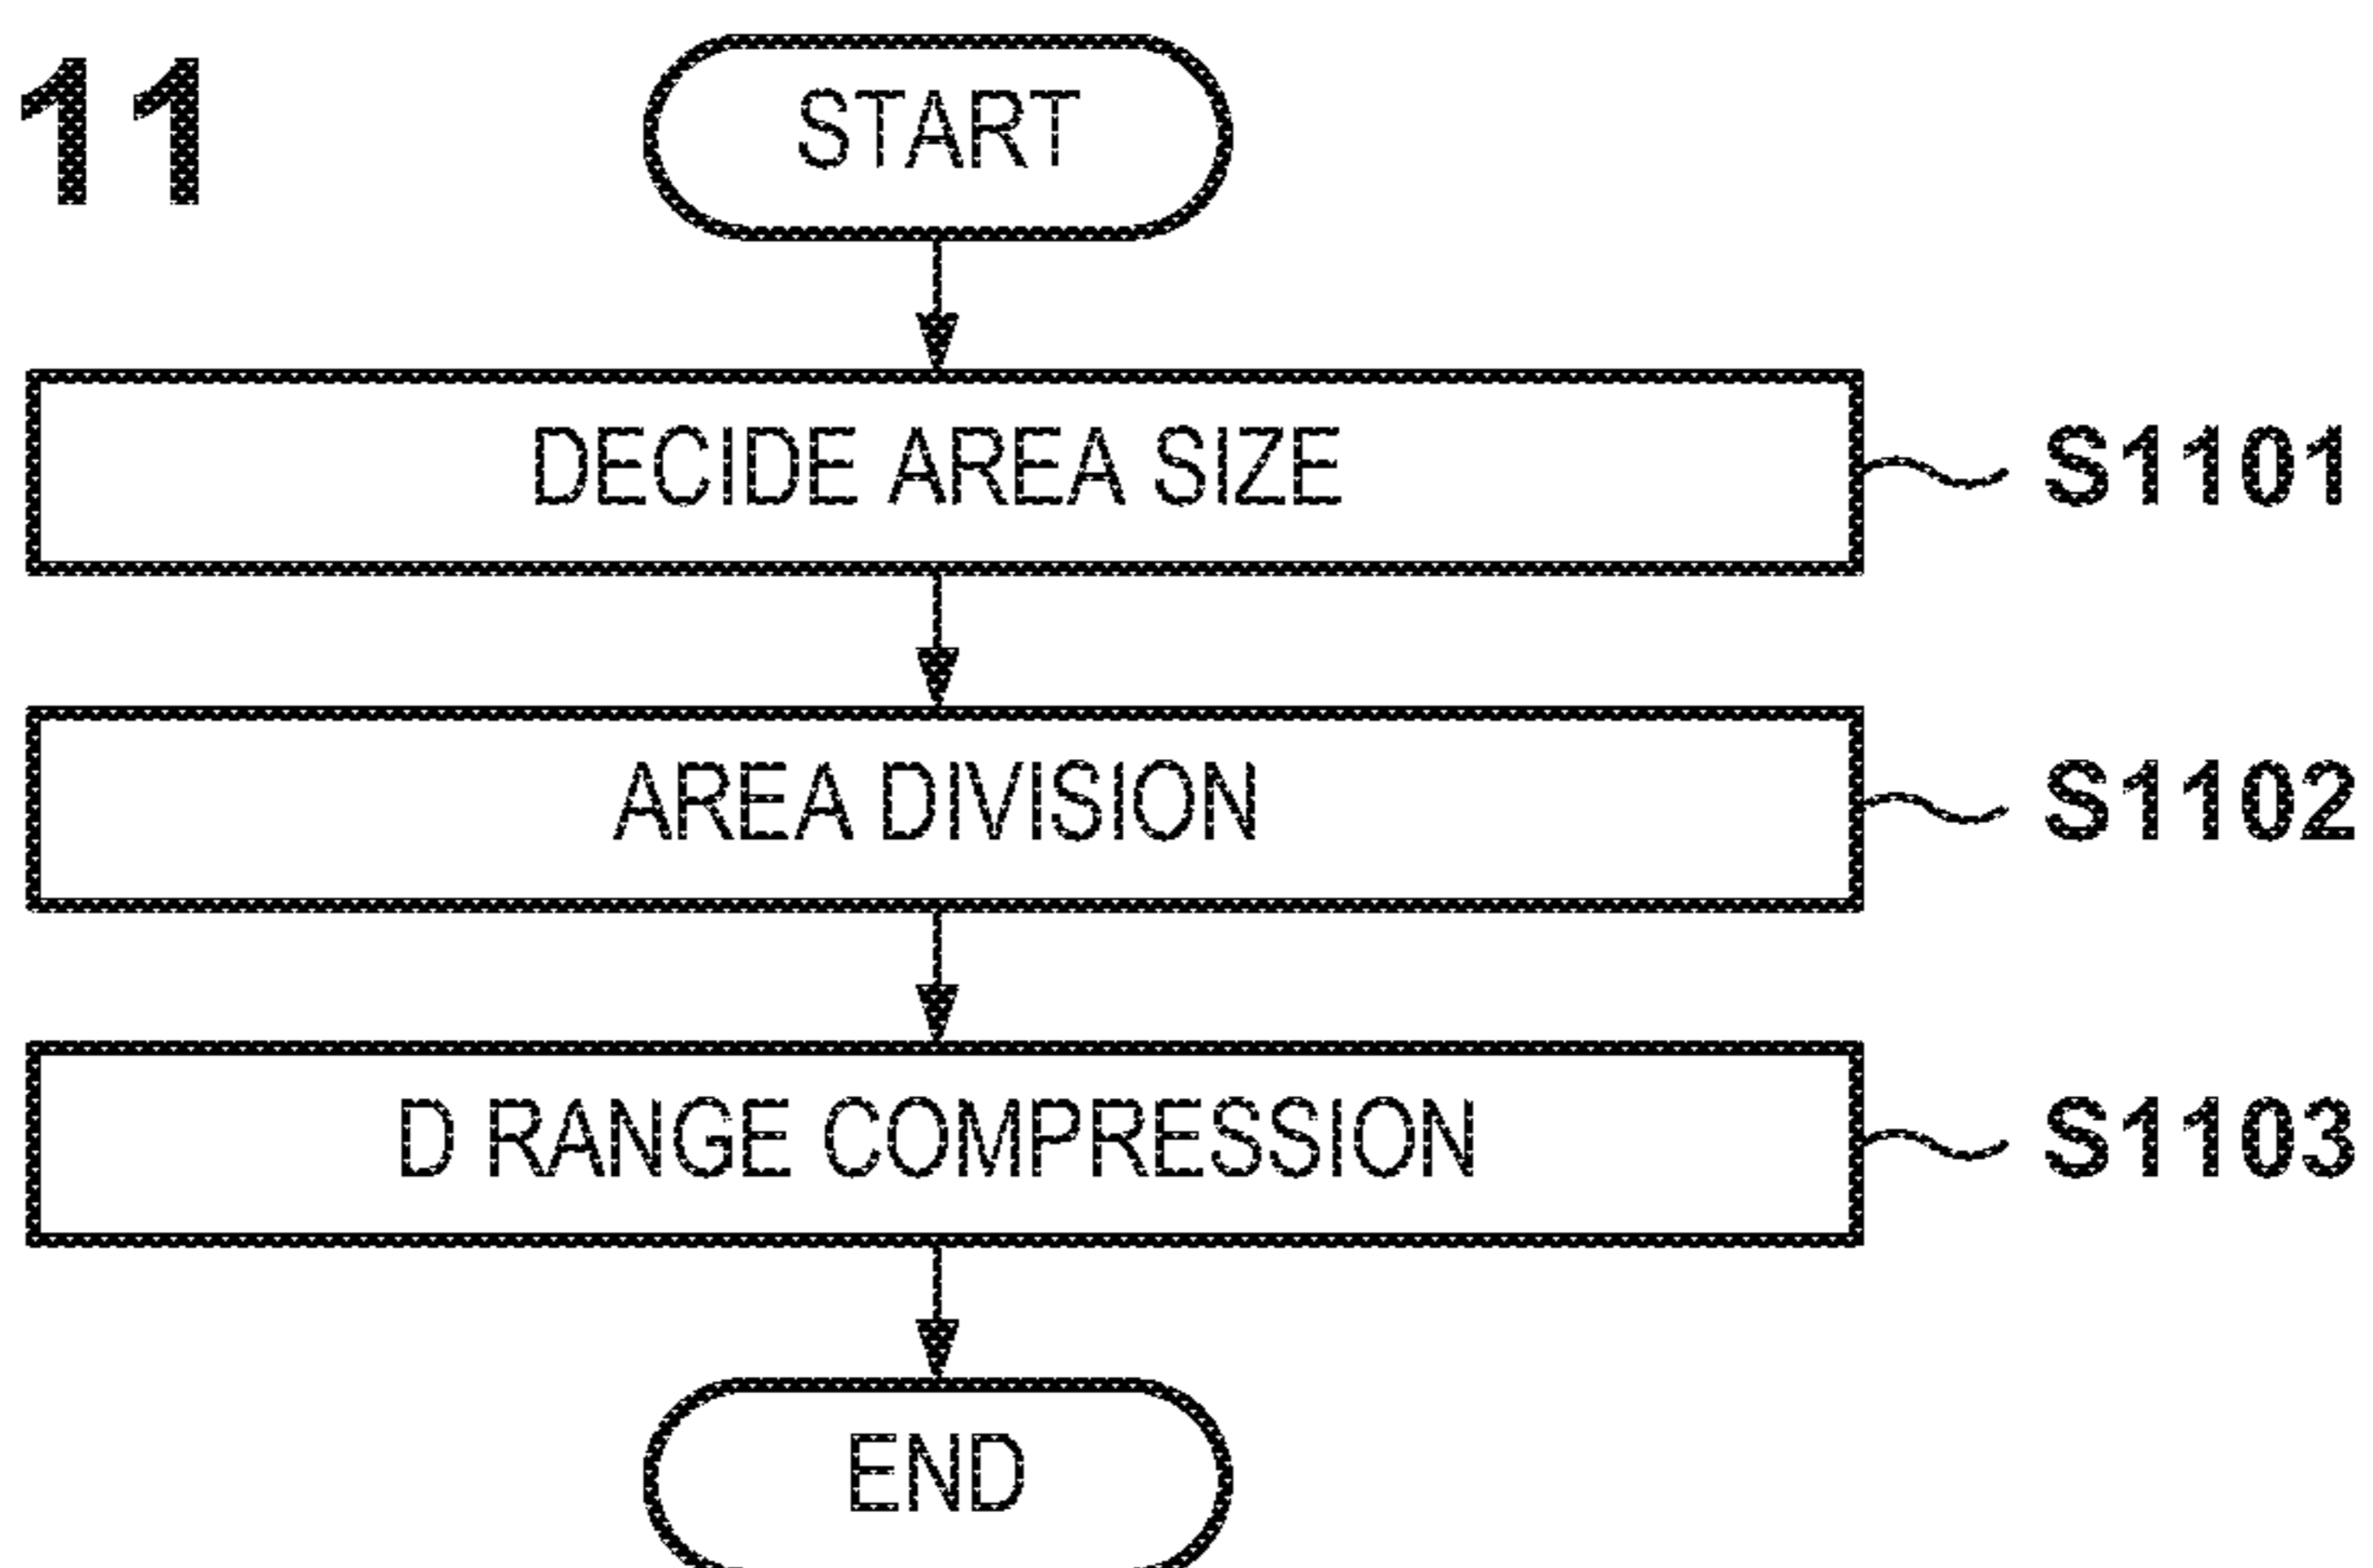 11
START
DECIDE AREA SIZE
S1101
AREA DIVISION
S1102
D RANGE COMPRESSION
S1103
END